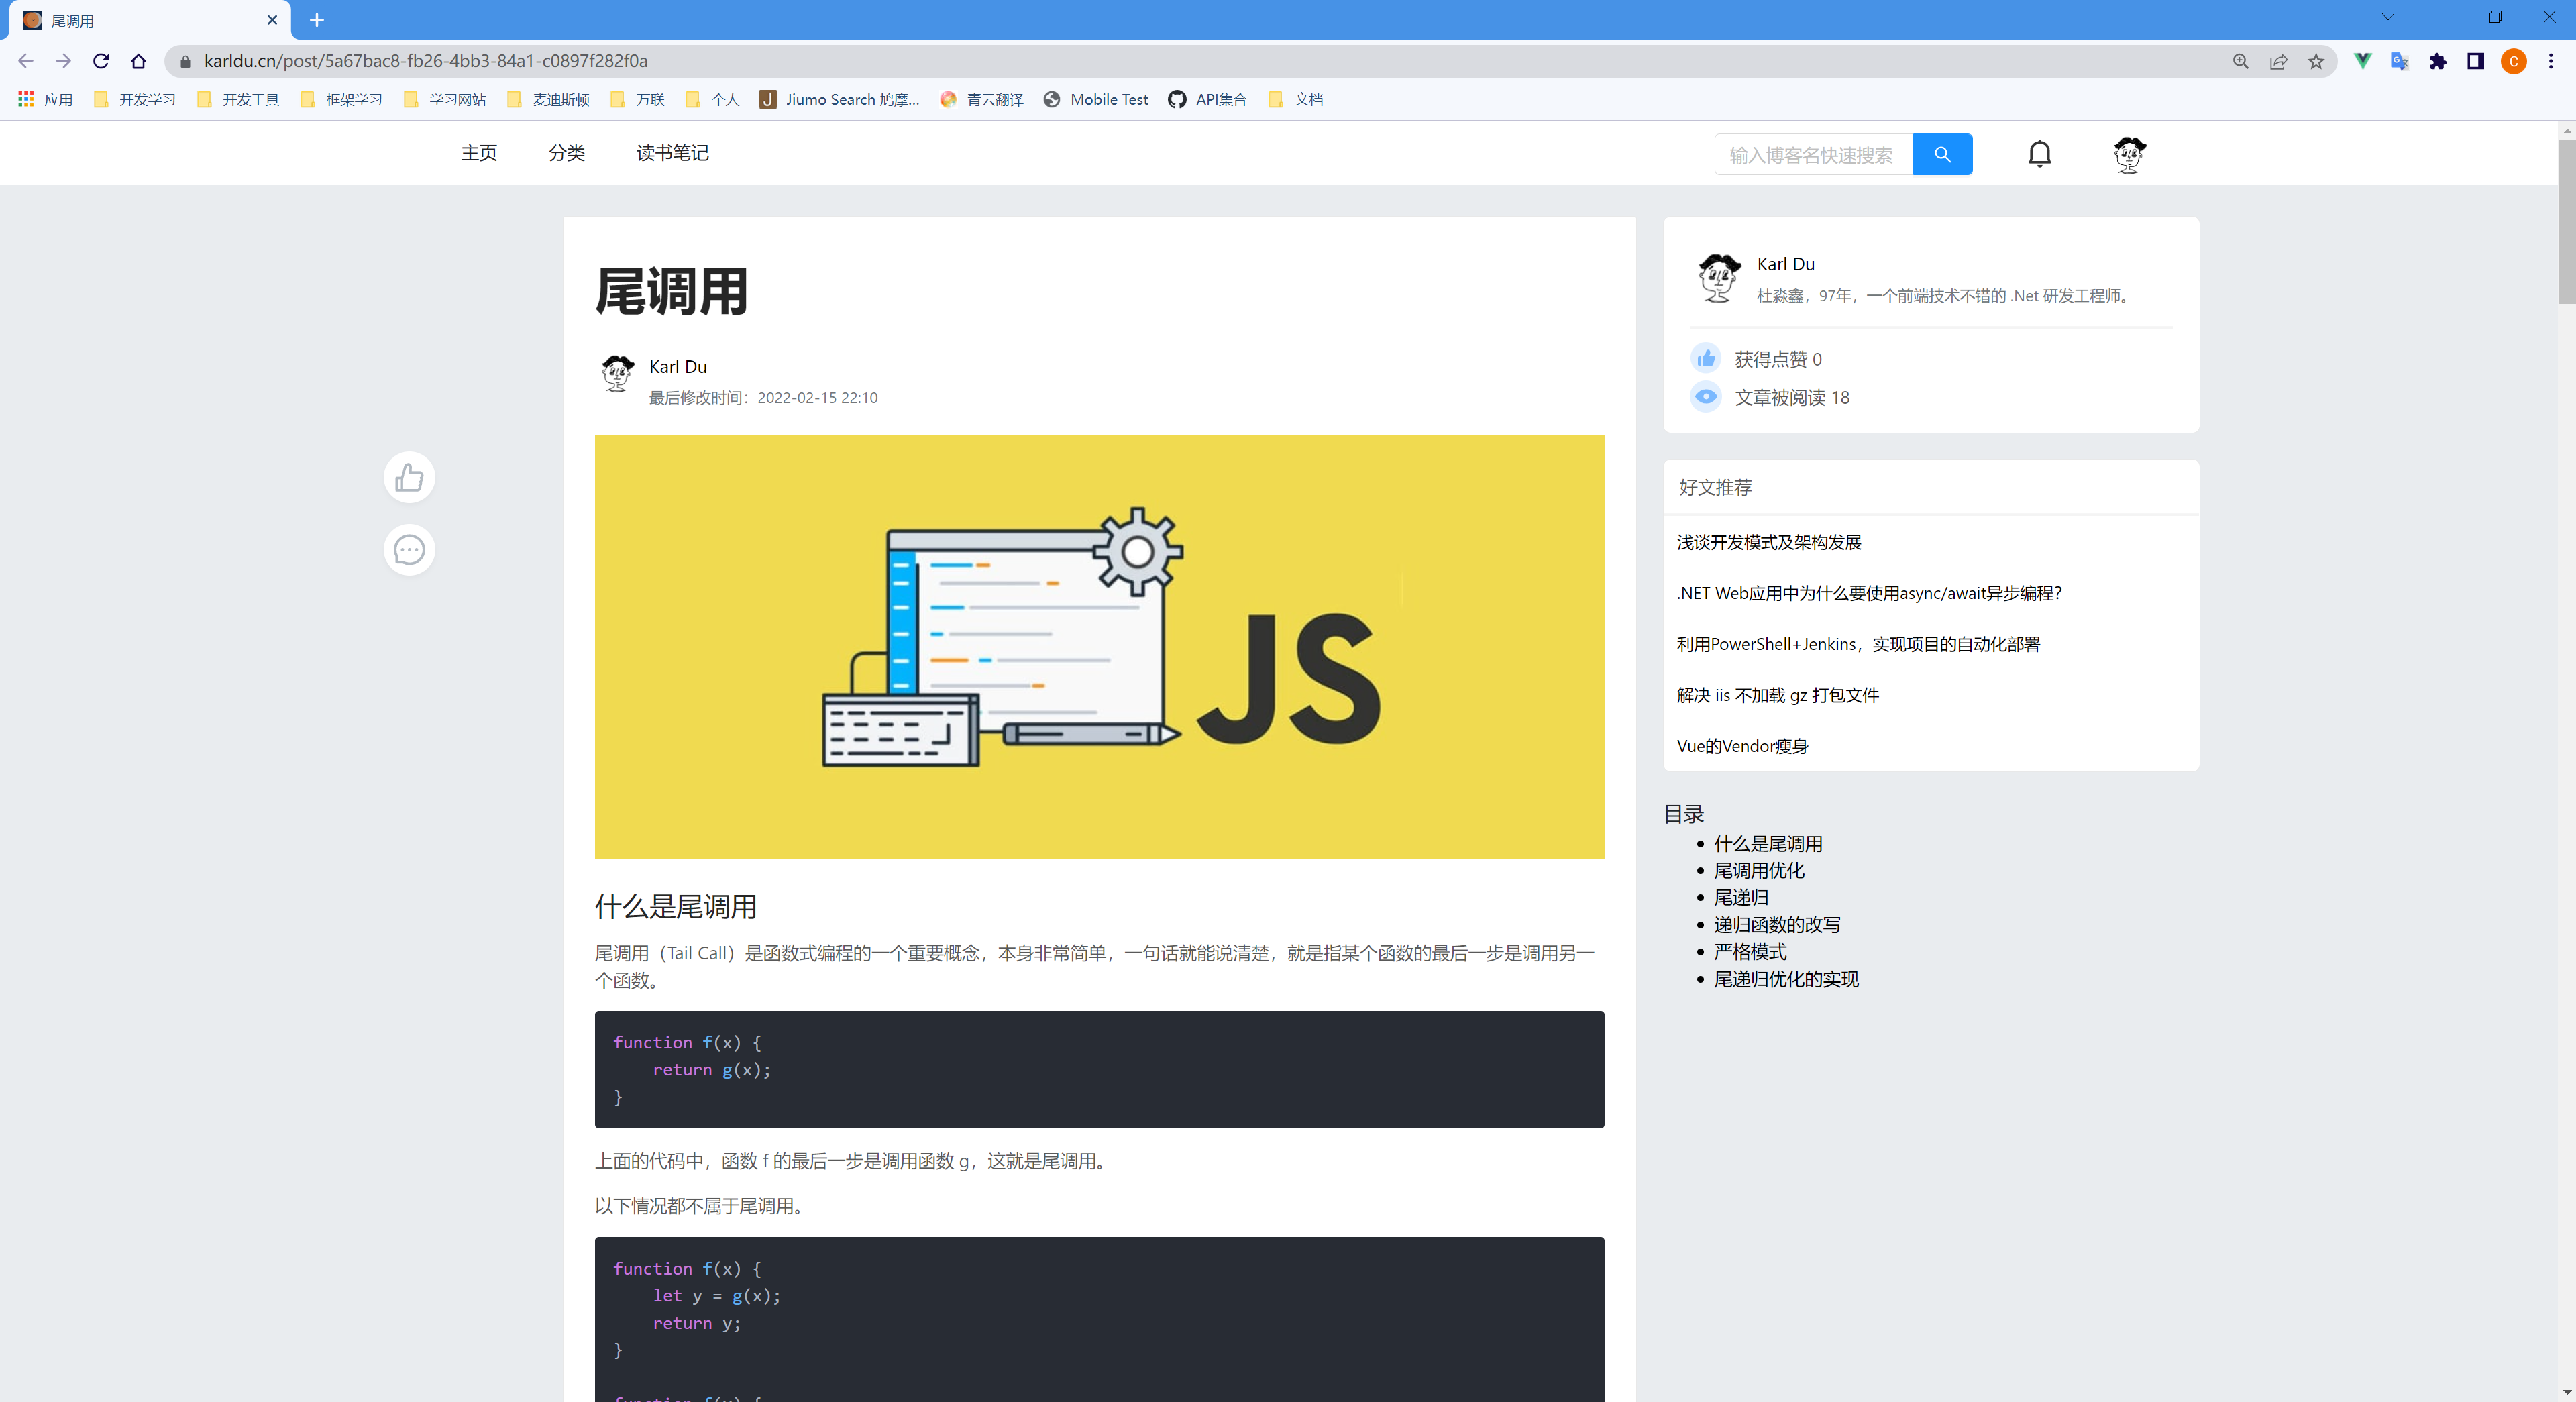 尾调用
karldu.cn/post/5a67bac8-fb26-4bb3-84a1-c0897f282f0a
C
应用 开发学习 开发工具 框架学习 学习网站 麦迪斯顿 万联 个人 Jiumo Search 鸠摩... 青云翻译 Mobile Test API集合 文档
主页 分类 读书笔记 输入博客名快速搜索
尾调用
Karl Du
最后修改时间：2022-02-15 22:10
JS
什么是尾调用
尾调用（Tail Call）是函数式编程的一个重要概念，本身非常简单，一句话就能说清楚，就是指某个函数的最后一步是调用另一
个函数。
function f(x) {
    return g(x);
}
上面的代码中，函数 f 的最后一步是调用函数 g，这就是尾调用。
以下情况都不属于尾调用。
function f(x) {
    let y = g(x);
    return y;
}
Karl Du
杜淼鑫，97年，一个前端技术不错的 .Net 研发工程师。
获得点赞 0
文章被阅读 18
好文推荐
浅谈开发模式及架构发展
.NET Web应用中为什么要使用async/await异步编程？
利用PowerShell+Jenkins，实现项目的自动化部署
解决 iis 不加载 gz 打包文件
Vue的Vendor瘦身
目录
什么是尾调用
尾调用优化
尾递归
递归函数的改写
严格模式
尾递归优化的实现